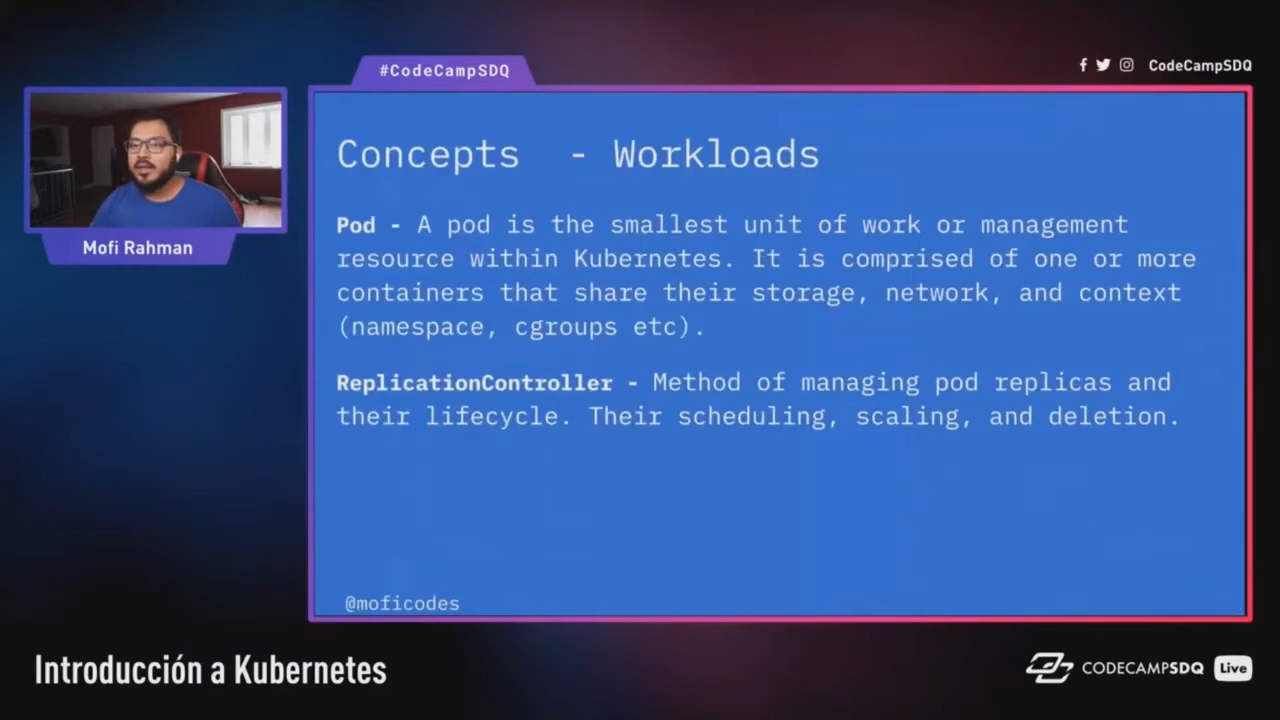 #CodeCampSDQ
CodeCampSDQ
Mofi Rahman
Concepts - Workloads
Pod - A pod is the smallest unit of work or management
resource within Kubernetes. It is comprised of one or more
containers that share their storage, network, and context
(namespace, cgroups etc).
ReplicationController - Method of managing pod replicas and
their lifecycle. Their scheduling, scaling, and deletion.
@moficodes
Introducción a Kubernetes
CODECAMPSDQ Live